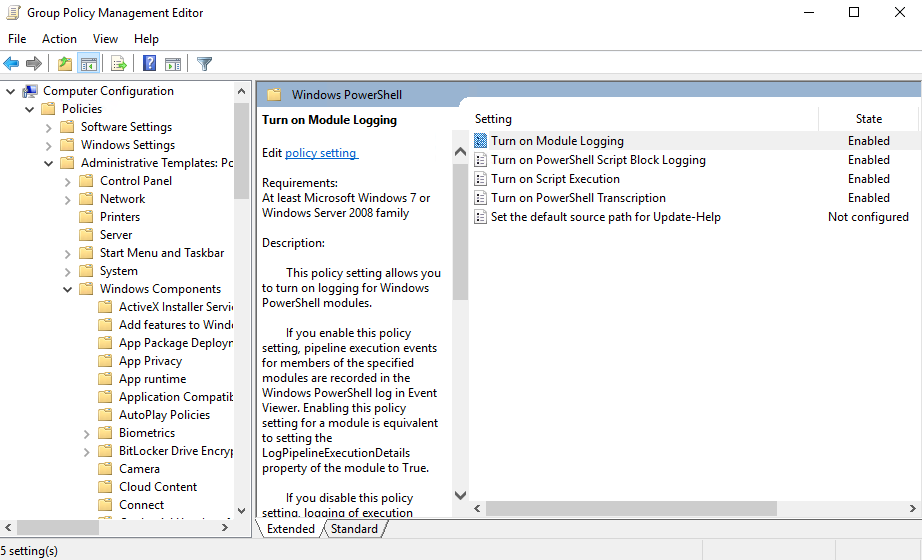 Group Policy Management Editor
File Action View Help
Computer Configuration
Policies
Software Settings
Windows Settings
Administrative Templates: Po
Control Panel
Network
Printers
Server
Start Menu and Taskbar
System
Windows Components
ActiveX Installer Servi
Add features to Windo
App Package Deployn
App Privacy
App runtime
Application Compatib
AutoPlay Policies
Biometrics
BitLocker Drive Encryp
Camera
Cloud Content
Connect
Windows PowerShell
Turn on Module Logging
Edit policy setting
Requirements:
At least Microsoft Windows 7 or
Windows Server 2008 family
Description:
This policy setting allows you
to turn on logging for Windows
PowerShell modules.
If you enable this policy
setting, pipeline execution events
for members of the specified
modules are recorded in the
Windows PowerShell log in Event
Viewer. Enabling this policy
setting for a module is equivalent
to setting the
LogPipelineExecutionDetails
property of the module to True.
If you disable this policy
setting, logging of execution
Setting State
Turn on Module Logging Enabled
Turn on PowerShell Script Block Logging Enabled
Turn on Script Execution Enabled
Turn on PowerShell Transcription Enabled
Set the default source path for Update-Help Not configured
Extended Standard
5 setting(s)